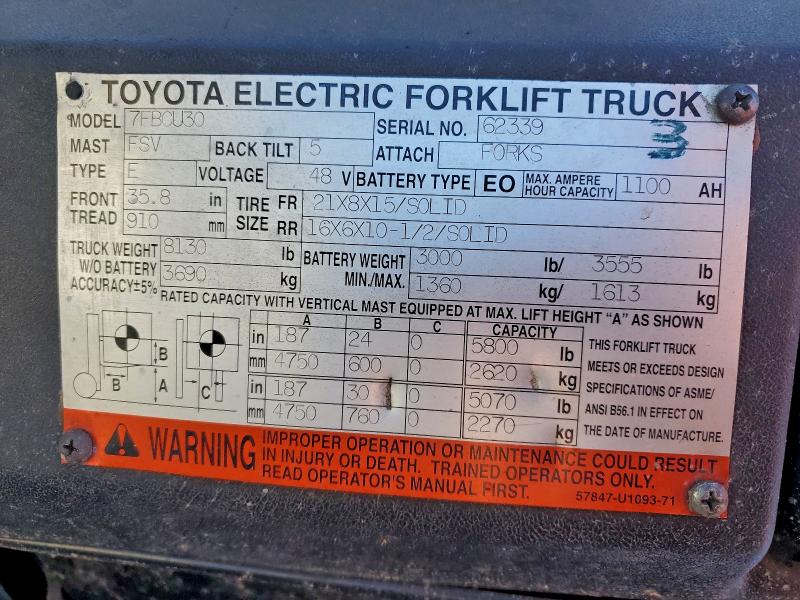 TOYOTA ELECTRIC FORKLIFT TRUCK
MODEL 7FBCU30 SERIAL NO. 62339 3
MAST FSV BACK TILT 5 ATTACH FORKS
TYPE E VOLTAGE 48 V BATTERY TYPE EO MAX. AMPERE HOUR CAPACITY 1100 AH
FRONT TREAD 35.8 in TIRE SIZE FR 21X8X15/SOLID
910 mm RR 16X6X10-1/2/SOLID
TRUCK WEIGHT 8130 lb BATTERY WEIGHT 3000 lb/ 3555 lb
W/O BATTERY ACCURACY±5% 3690 kg MIN./MAX. 1360 kg/ 1613 kg
RATED CAPACITY WITH VERTICAL MAST EQUIPPED AT MAX. LIFT HEIGHT "A" AS SHOWN
A B C CAPACITY
in 187 24 0 5800 lb THIS FORKLIFT TRUCK
mm 4750 600 0 2620 kg MEETS OR EXCEEDS DESIGN
in 187 30 0 5070 lb SPECIFICATIONS OF ASME/
mm 4750 760 0 2270 kg ANSI B56.1 IN EFFECT ON
THE DATE OF MANUFACTURE.
B B A C
WARNING IMPROPER OPERATION OR MAINTENANCE COULD RESULT
IN INJURY OR DEATH. TRAINED OPERATORS ONLY.
READ OPERATOR'S MANUAL FIRST. 57847-U1093-71